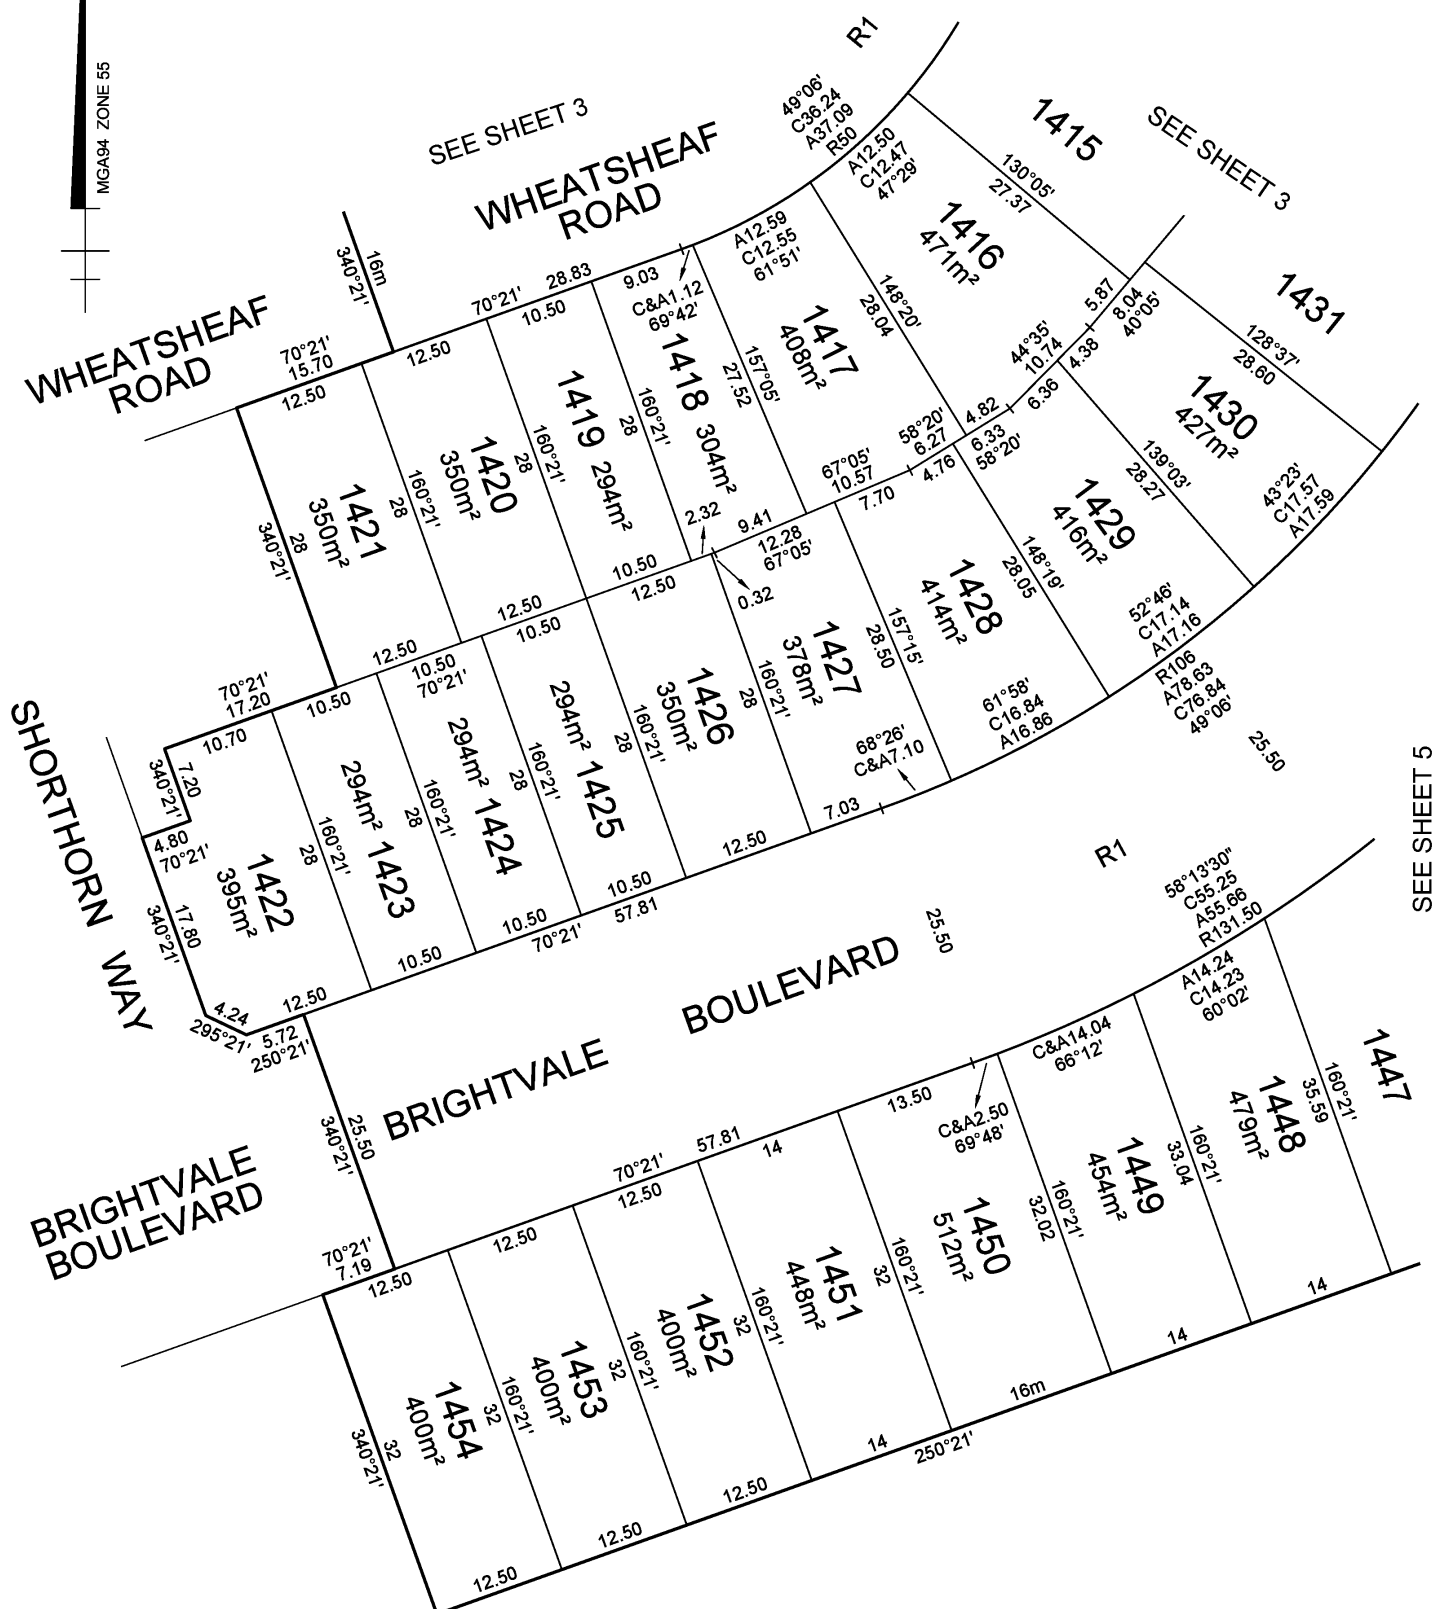 MGA94 ZONE 55
SEE SHEET 3
WHEATSHEAF
ROAD
R1
49°06'
C36.24
A37.09
R50
A12.50
C12.47
47°29'
1415
SEE SHEET 3
130°05'
27.37
1416
471m²
A12.59
C12.55
61°51'
148°20'
28.04
1417
408m²
16m
340°21'
28.83
70°21'
9.03
C&A1.12
69°42'
10.50
12.50
WHEATSHEAF
ROAD
70°21'
15.70
12.50
1418
304m²
157°05'
27.52
28
160°21'
1419
294m²
28
160°21'
1420
350m²
28
160°21'
1421
350m²
28
340°21'
5.87
8.04
40°05'
1431
128°37'
28.60
1430
427m²
44°35'
10.74
4.38
6.36
4.82
58°20'
6.27
6.33
58°20'
4.76
67°05'
10.57
7.70
9.41
12.28
67°05'
2.32
0.32
10.50
12.50
12.50
10.50
12.50
10.50
70°21'
10.50
70°21'
17.20
10.70
139°03'
28.27
43°23'
C17.57
A17.59
1429
416m²
148°19'
28.05
52°46'
C17.14
A17.16
R106
A78.63
C76.84
49°06'
25.50
1428
414m²
157°15'
28.50
61°58'
C16.84
A16.86
1427
378m²
68°26'
C&A7.10
160°21'
28
1426
350m²
160°21'
28
1425
294m²
160°21'
28
1424
294m²
160°21'
28
1423
294m²
160°21'
28
1422
395m²
340°21'
7.20
4.80
70°21'
340°21'
17.80
SHORTHORN WAY
4.24
295°21'
5.72
250°21'
12.50
10.50
10.50
70°21'
10.50
57.81
12.50
7.03
SEE SHEET 5
R1
25.50
BRIGHTVALE BOULEVARD
58°13'30"
C55.25
A55.66
R131.50
A14.24
C14.23
60°02'
C&A14.04
66°12'
C&A2.50
69°48'
13.50
57.81
70°21'
14
12.50
12.50
340°21'
25.50
BRIGHTVALE
BOULEVARD
70°21'
7.19
12.50
1447
160°21'
35.59
1448
479m²
160°21'
33.04
1449
454m²
160°21'
32.02
1450
512m²
160°21'
32
1451
448m²
160°21'
32
1452
400m²
160°21'
32
1453
400m²
160°21'
32
1454
400m²
340°21'
32
14
14
16m
250°21'
14
12.50
12.50
12.50